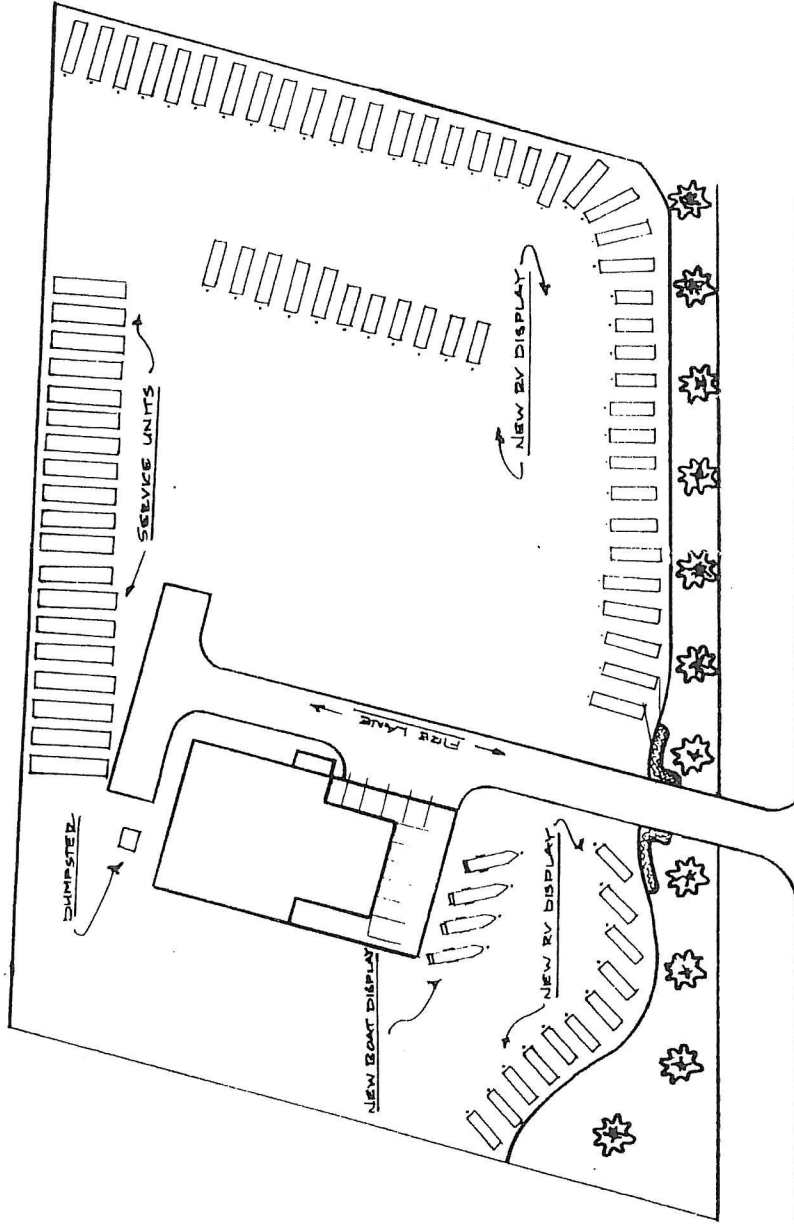 SERVICE UNITS
NEW RV DISPLAY
FIRE LANE
DUMPSTER
NEW BOAT DISPLAY
NEW RV DISPLAY